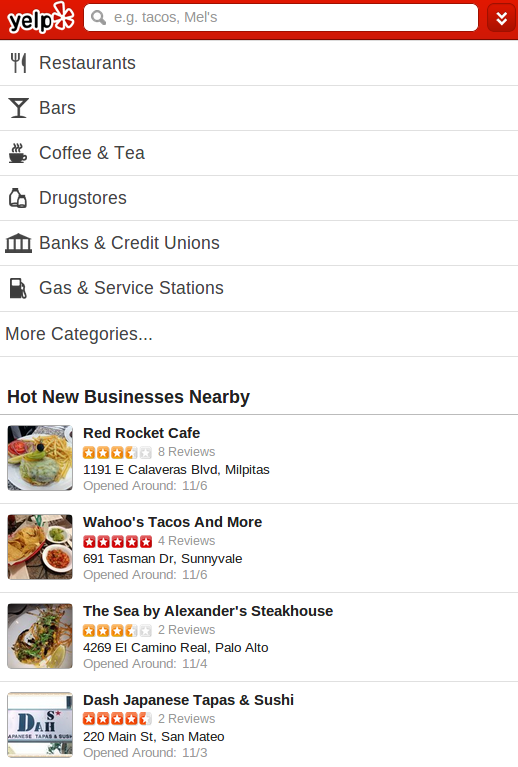 yelp
e.g. tacos, Mel's
Restaurants
Bars
Coffee & Tea
Drugstores
Banks & Credit Unions
Gas & Service Stations
More Categories...
Hot New Businesses Nearby
Red Rocket Cafe
8 Reviews
1191 E Calaveras Blvd, Milpitas
Opened Around: 11/6
Wahoo's Tacos And More
4 Reviews
691 Tasman Dr, Sunnyvale
Opened Around: 11/6
The Sea by Alexander's Steakhouse
2 Reviews
4269 El Camino Real, Palo Alto
Opened Around: 11/4
Dash Japanese Tapas & Sushi
2 Reviews
220 Main St, San Mateo
Opened Around: 11/3
DASH
APANESE TAPAS & SUSH